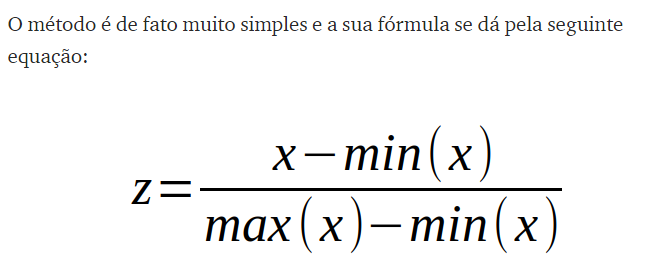 O método é de fato muito simples e a sua fórmula se dá pela seguinte
equação:
x−min(x)
z=
max(x)−min(x)